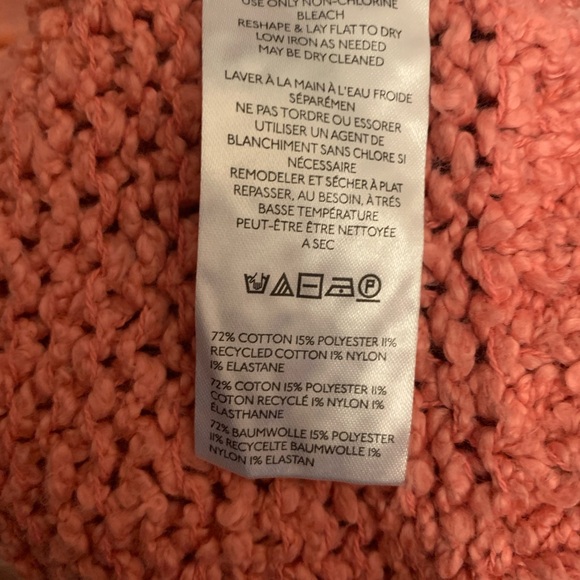 USE ONLY NON-CHLORINE
BLEACH
RESHAPE & LAY FLAT TO DRY
LOW IRON AS NEEDED
MAY BE DRY CLEANED
LAVER À LA MAIN À L'EAU FROIDE
SÉPARÉMEN
NE PAS TORDRE OU ESSORER
UTILISER UN AGENT DE
BLANCHIMENT SANS CHLORE SI
NÉCESSAIRE
REMODELER ET SÉCHER À PLAT
REPASSER, AU BESOIN, À TRÉS
BASSE TEMPÉRATURE
PEUT-ÊTRE ÊTRE NETTOYÉE
A SEC
P
72% COTTON 15% POLYESTER 11%
RECYCLED COTTON 1% NYLON
1% ELASTANE
72% COTON 15% POLYESTER 11%
COTON RECYCLÉ 1% NYLON 1%
ÉLASTHANNE
72% BAUMWOLLE 15% POLYESTER
11% RECYCELTE BAUMWOLLE 1%
NYLON 1% ELASTAN